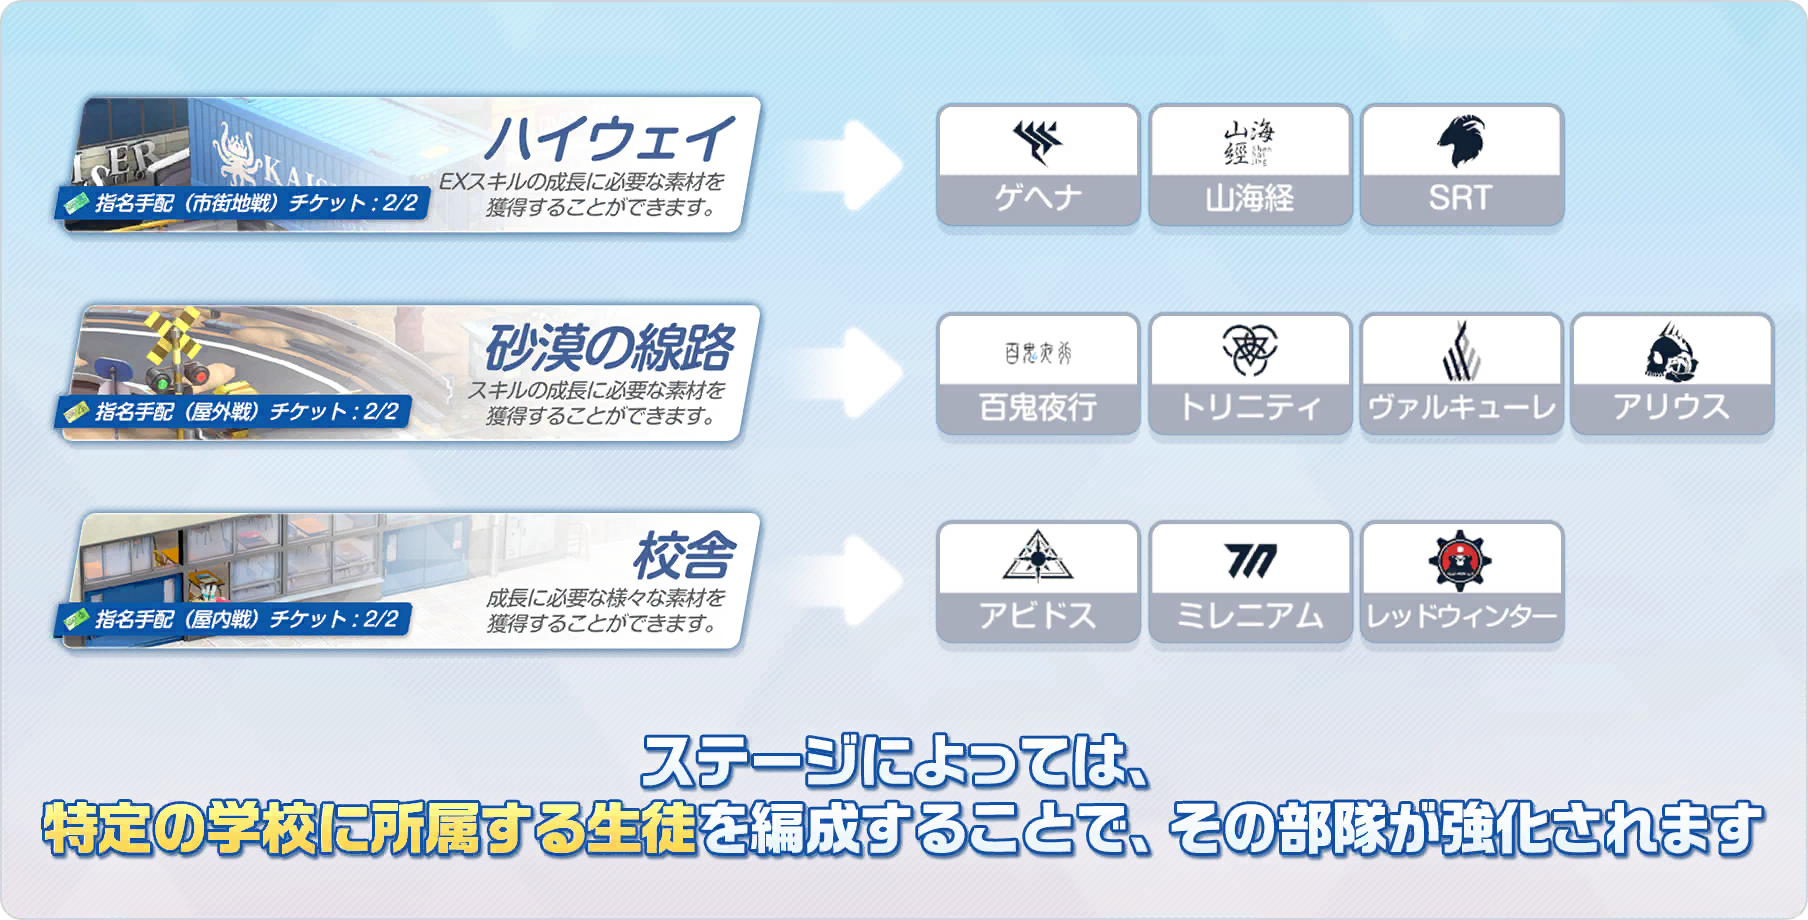 ハイウェイ
EXスキルの成長に必要な素材を
獲得することができます。
指名手配（市街地戦）チケット : 2/2
ゲヘナ
山海
經
Shan
hai
jing
山海経
SRT
砂漠の線路
スキルの成長に必要な素材を
獲得することができます。
指名手配（屋外戦）チケット : 2/2
百鬼夜行
百鬼夜行
トリニティ
ヴァルキューレ
アリウス
校舎
成長に必要な様々な素材を
獲得することができます。
指名手配（屋内戦）チケット : 2/2
アビドス
ミレニアム
レッドウィンター
ステージによっては、
特定の学校に所属する生徒を編成することで、その部隊が強化されます